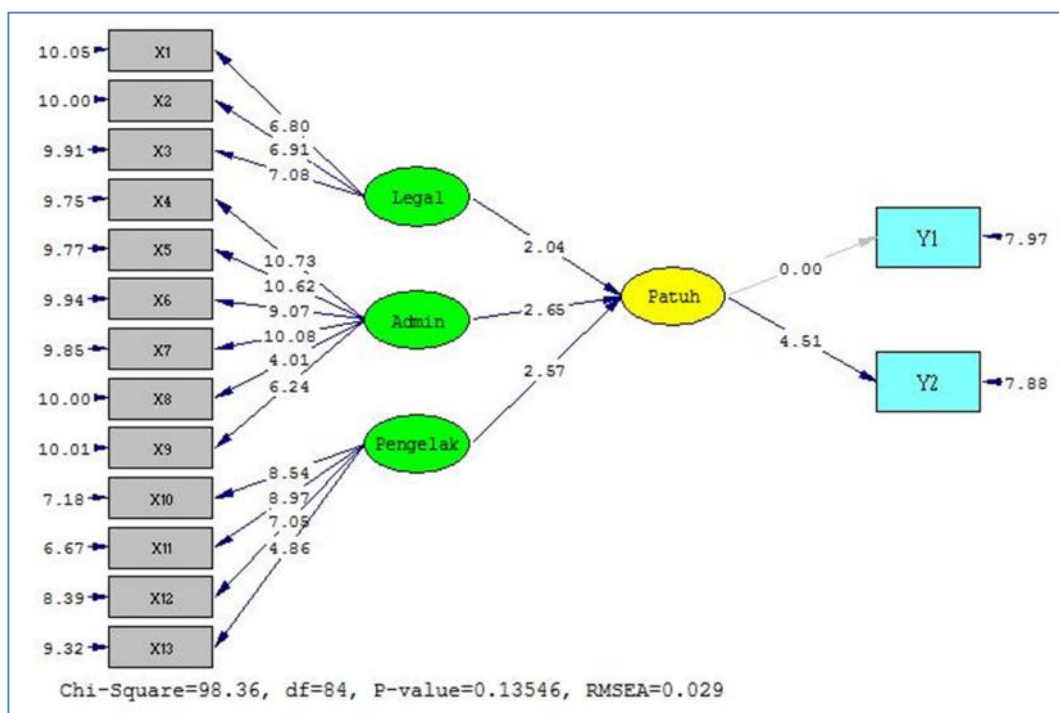 10.05 X1
10.00 X2
9.91 X3
9.75 X4
9.77 X5
9.94 X6
9.85 X7
10.00 X8
10.01 X9
7.18 X10
6.67 X11
8.39 X12
9.32 X13
6.80
6.91
7.08
10.73
10.62
9.07
10.08
4.01
6.24
8.54
8.97
7.05
4.86
Legal
Admin
Pengelak
2.04
2.65
2.57
Patuh
0.00
4.51
Y1 7.97
Y2 7.88
Chi-Square=98.36, df=84, P-value=0.13546, RMSEA=0.029